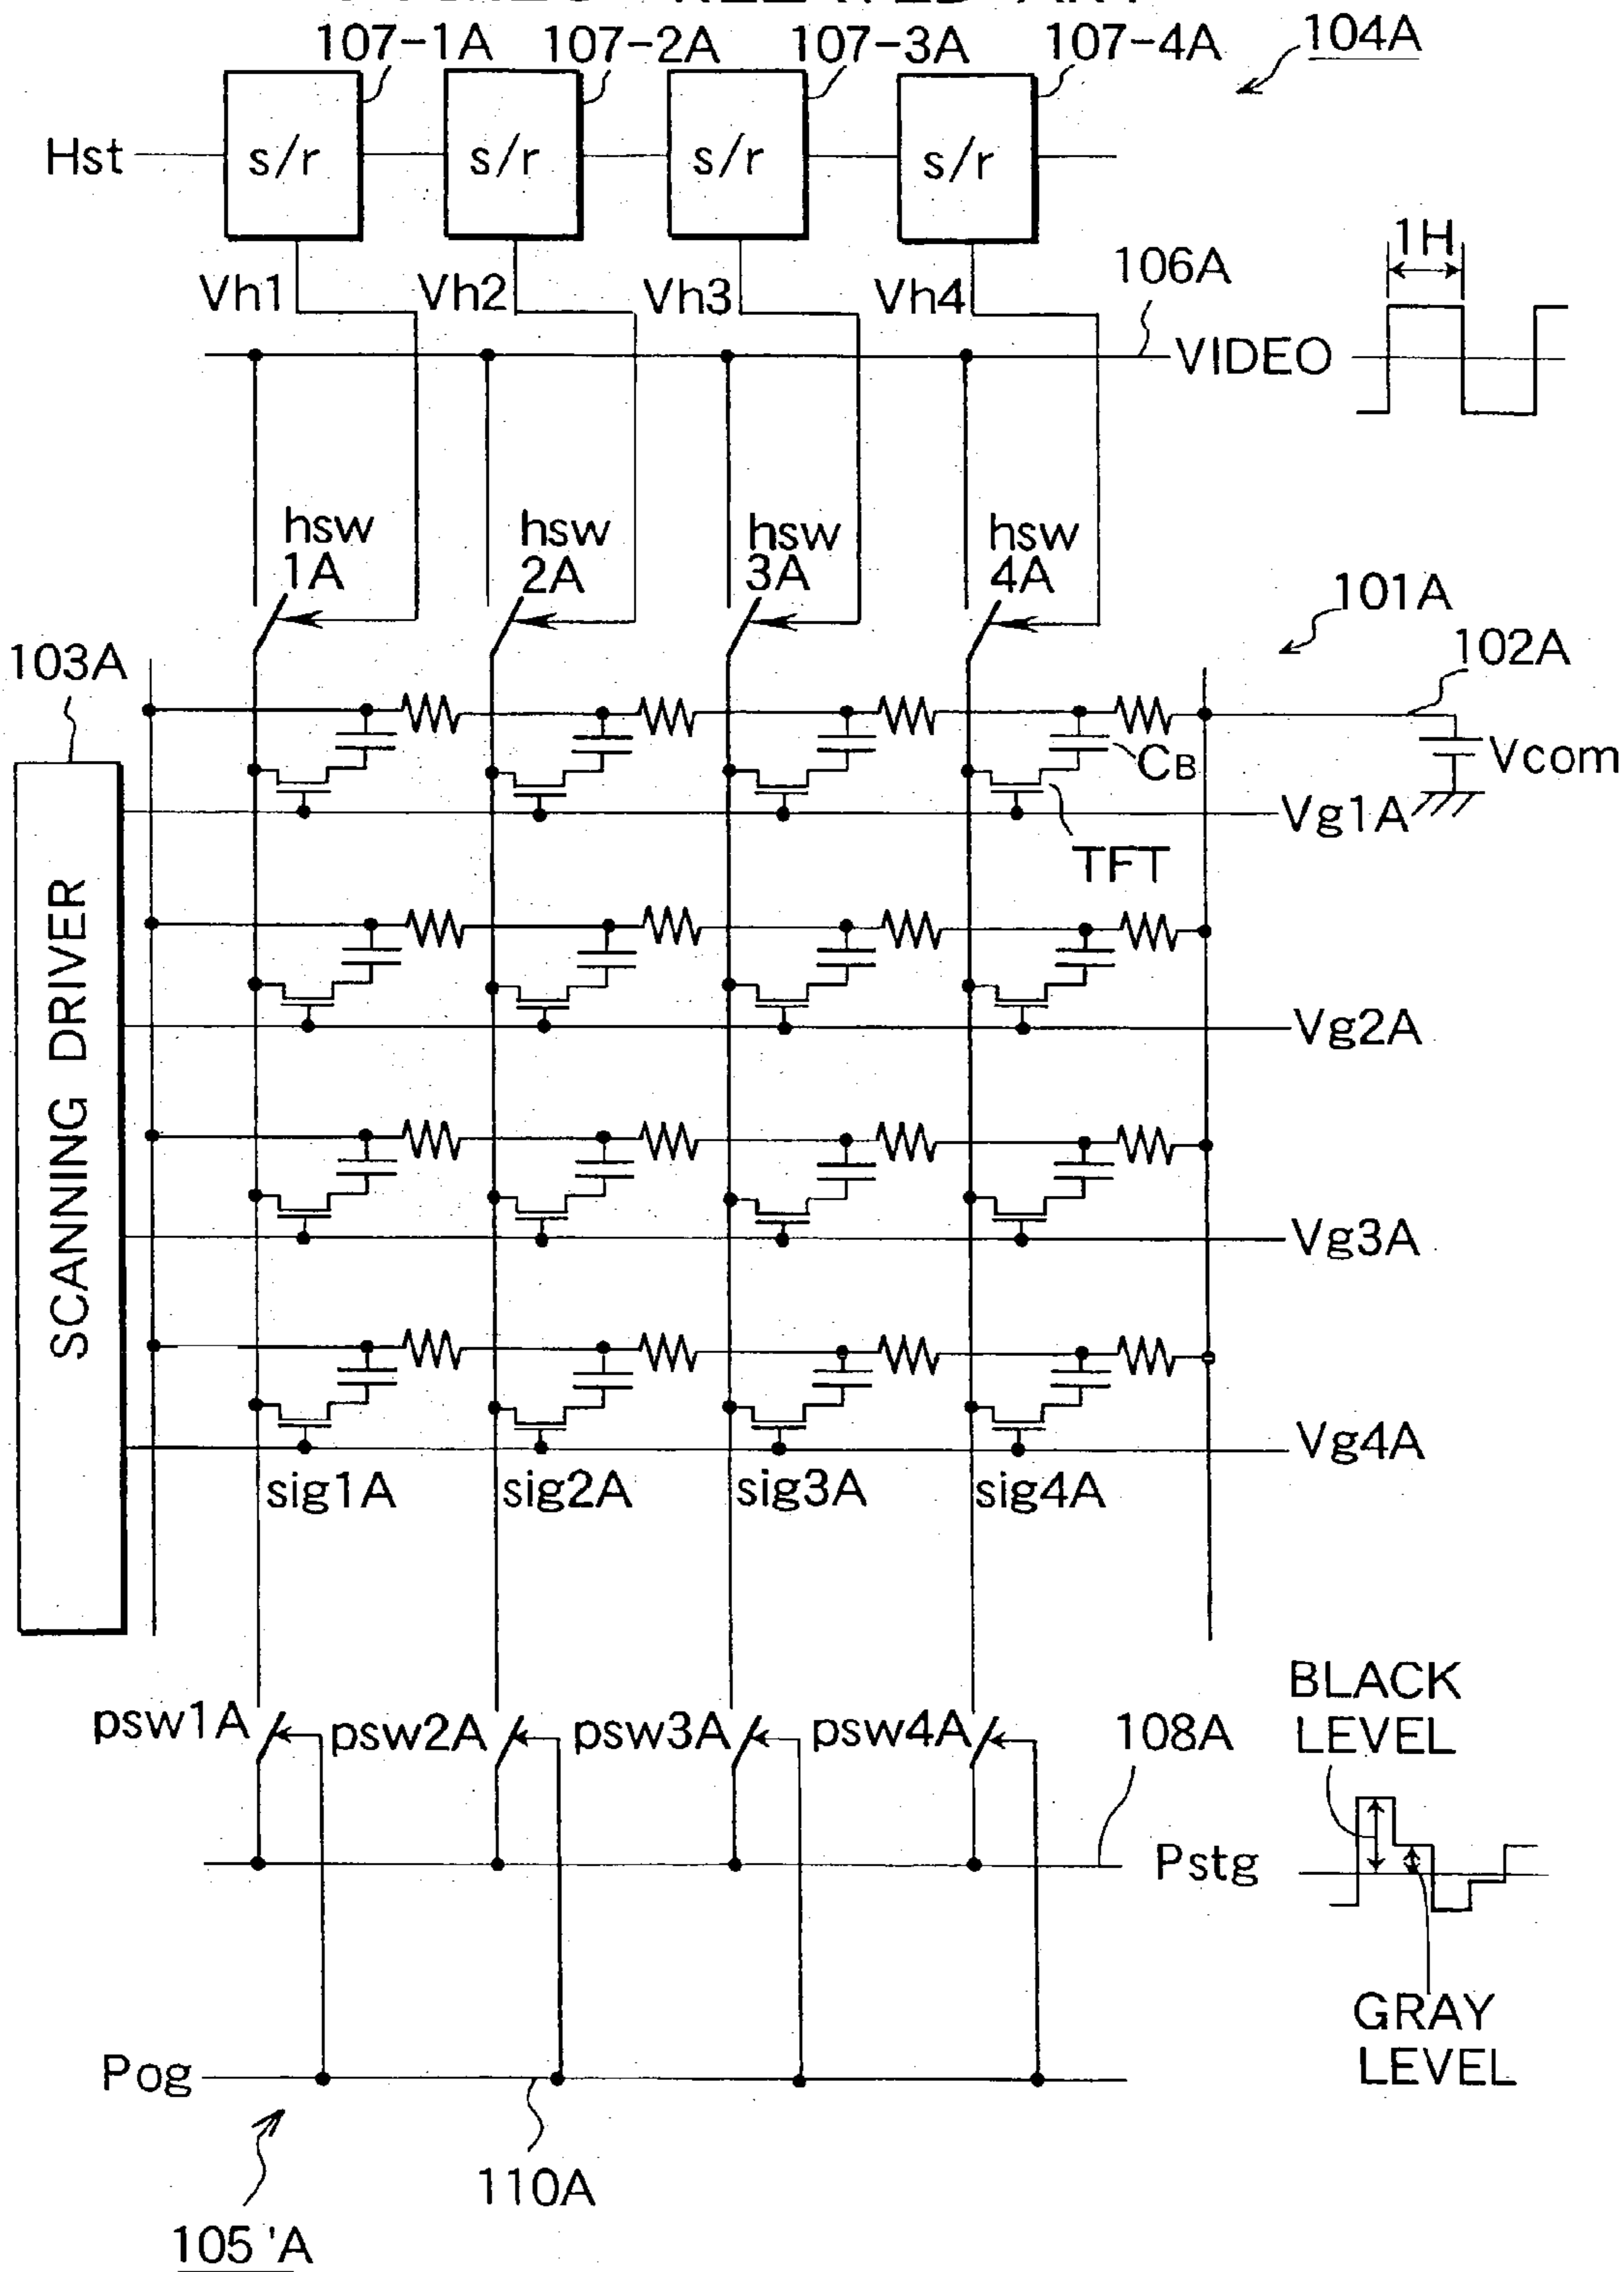 RELATED ART
107-1A 107-2A 107-3A 107-4A 104A
Hst s/r s/r s/r s/r
1H
Vh1 Vh2 Vh3 Vh4 106A
VIDEO
hsw 1A
hsw 2A
hsw 3A
hsw 4A
101A
103A
102A
CB
Vcom
Vg1A
TFT
SCANNING DRIVER
Vg2A
Vg3A
Vg4A
sig1A sig2A sig3A sig4A
BLACK
LEVEL
psw1A psw2A psw3A psw4A 108A
Pstg
GRAY
LEVEL
Pog
110A
105'A